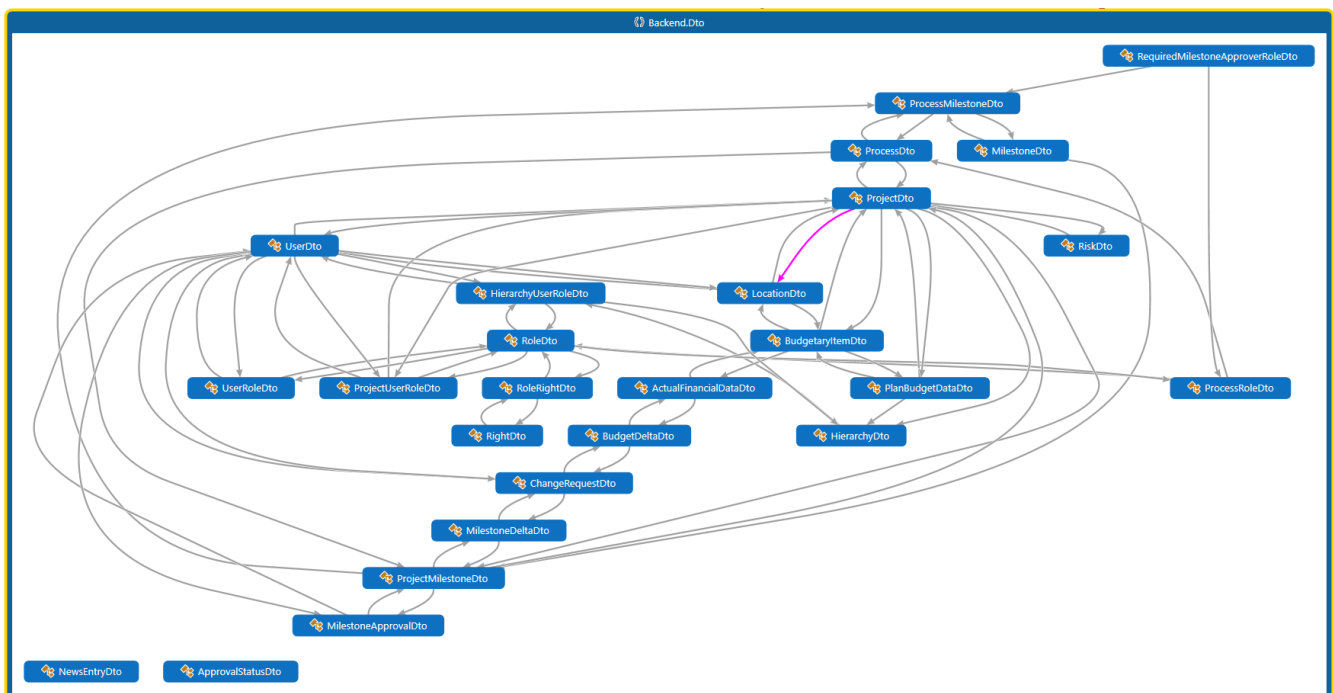 Backend.Dto
RequiredMilestoneApproverRoleDto
ProcessMilestoneDto
ProcessDto
MilestoneDto
ProjectDto
UserDto
RiskDto
HierarchyUserRoleDto
LocationDto
RoleDto
BudgetaryItemDto
UserRoleDto
ProjectUserRoleDto
RoleRightDto
ActualFinancialDataDto
PlanBudgetDataDto
ProcessRoleDto
RightDto
BudgetDeltaDto
HierarchyDto
ChangeRequestDto
MilestoneDeltaDto
ProjectMilestoneDto
MilestoneApprovalDto
NewsEntryDto
ApprovalStatusDto